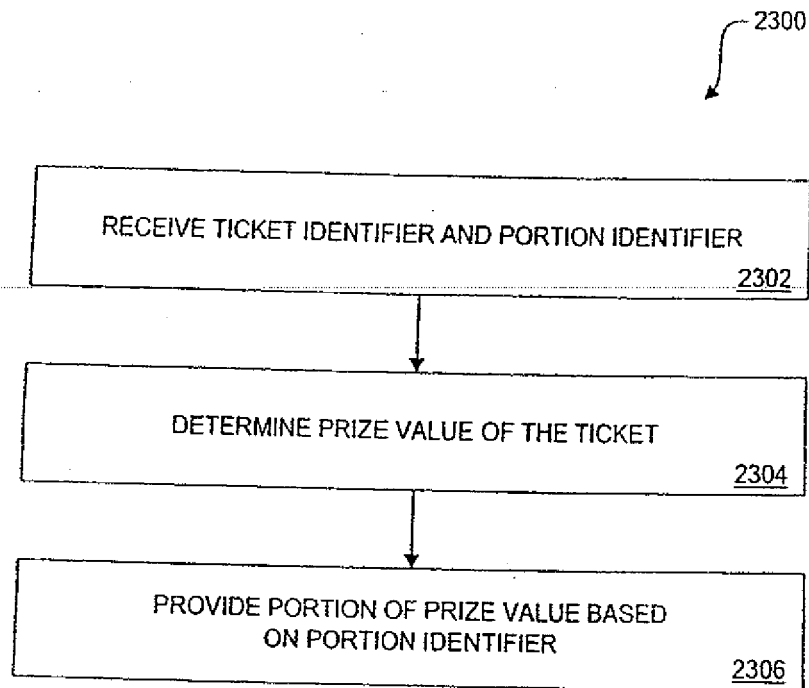 2300
RECEIVE TICKET IDENTIFIER AND PORTION IDENTIFIER
2302
DETERMINE PRIZE VALUE OF THE TICKET
2304
PROVIDE PORTION OF PRIZE VALUE BASED
ON PORTION IDENTIFIER
2306